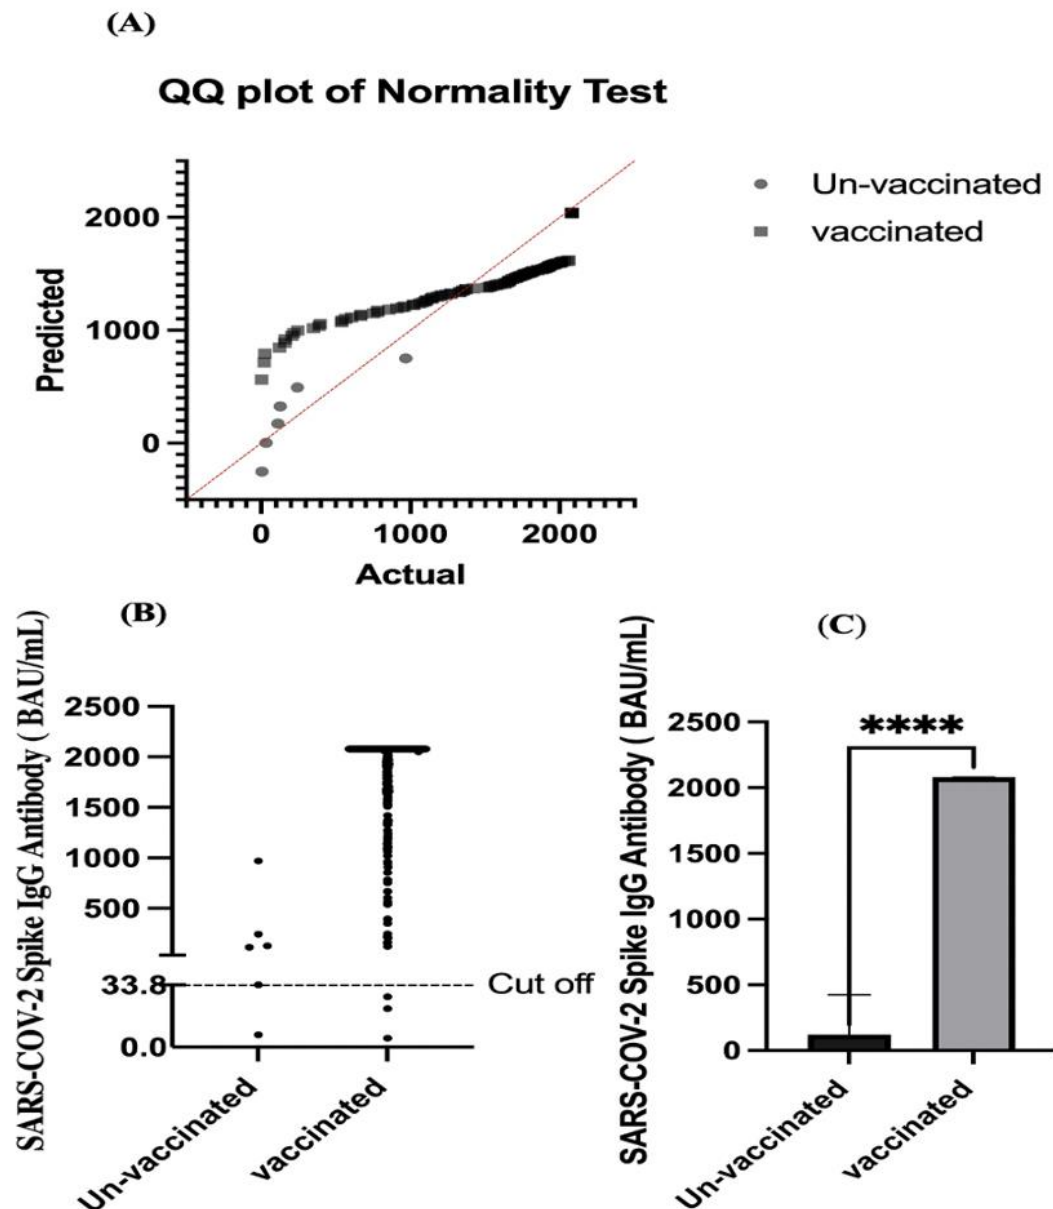 (A)
QQ plot of Normality Test
Un-vaccinated
vaccinated
Predicted
2000
1000
0
0 1000 2000
Actual
(B)
SARS-COV-2 Spike IgG Antibody ( BAU/mL)
2500
2000
1500
1000
500
33.8
0.0
Cut off
Un-vaccinated
vaccinated
(C)
SARS-COV-2 Spike IgG Antibody ( BAU/mL)
2500
2000
1500
1000
500
0
****
Un-vaccinated
vaccinated